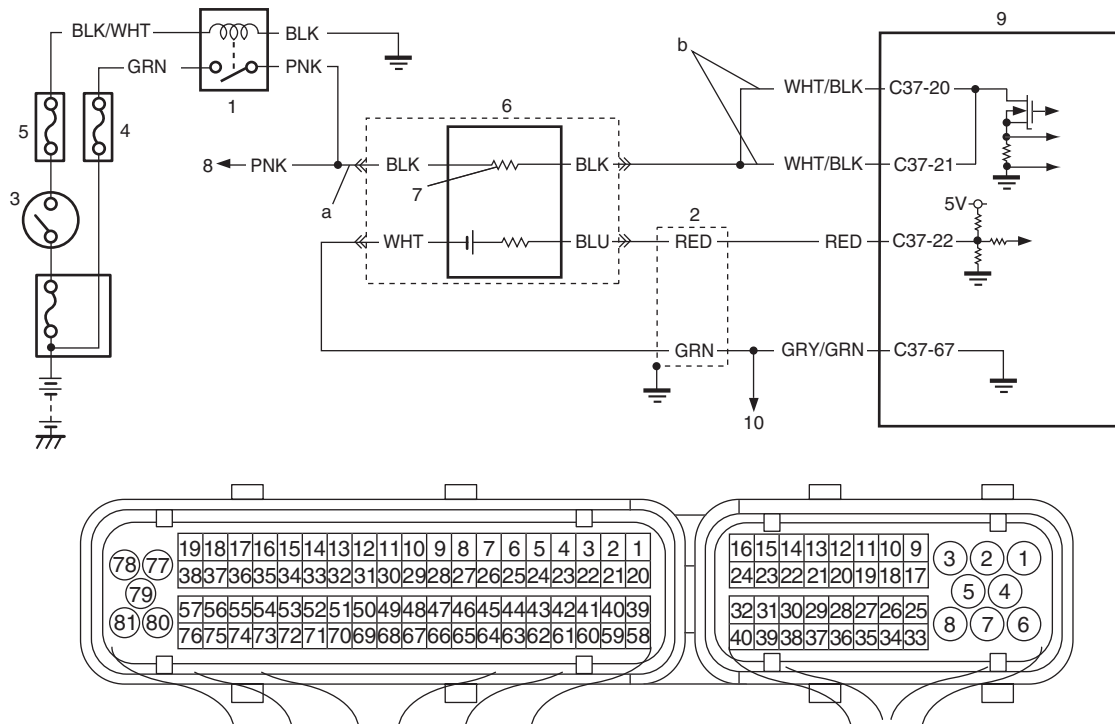 9
BLK/WHT
BLK
b
GRN
PNK
WHT/BLK
C37-20
1
6
5
4
8
PNK
BLK
BLK
WHT/BLK
C37-21
7
3
a
5V
2
WHT
BLU
RED
RED
C37-22
GRN
GRY/GRN
C37-67
10
19 18 17 16 15 14 13 12 11 10 9 8 7 6 5 4 3 2 1
38 37 36 35 34 33 32 31 30 29 28 27 26 25 24 23 22 21 20
57 56 55 54 53 52 51 50 49 48 47 46 45 44 43 42 41 40 39
76 75 74 73 72 71 70 69 68 67 66 65 64 63 62 61 60 59 58
78 77
79
81 80
16 15 14 13 12 11 10 9
24 23 22 21 20 19 18 17
32 31 30 29 28 27 26 25
40 39 38 37 36 35 34 33
3 2 1
5 4
8 7 6